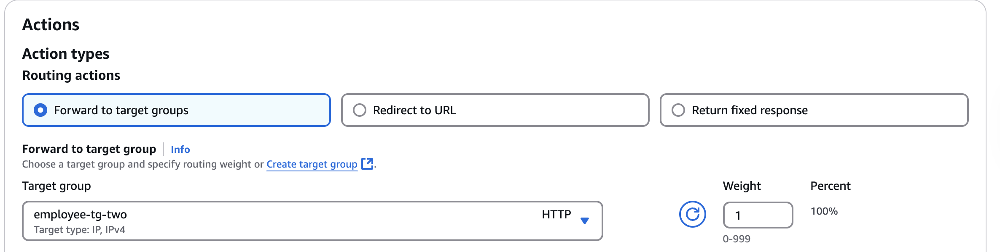 Actions
Action types
Routing actions
Forward to target groups
Redirect to URL
Return fixed response
Forward to target group
Info
Choose a target group and specify routing weight or Create target group.
Target group
Weight
Percent
employee-tg-two
HTTP
Target type: IP, IPv4
1
100%
0-999